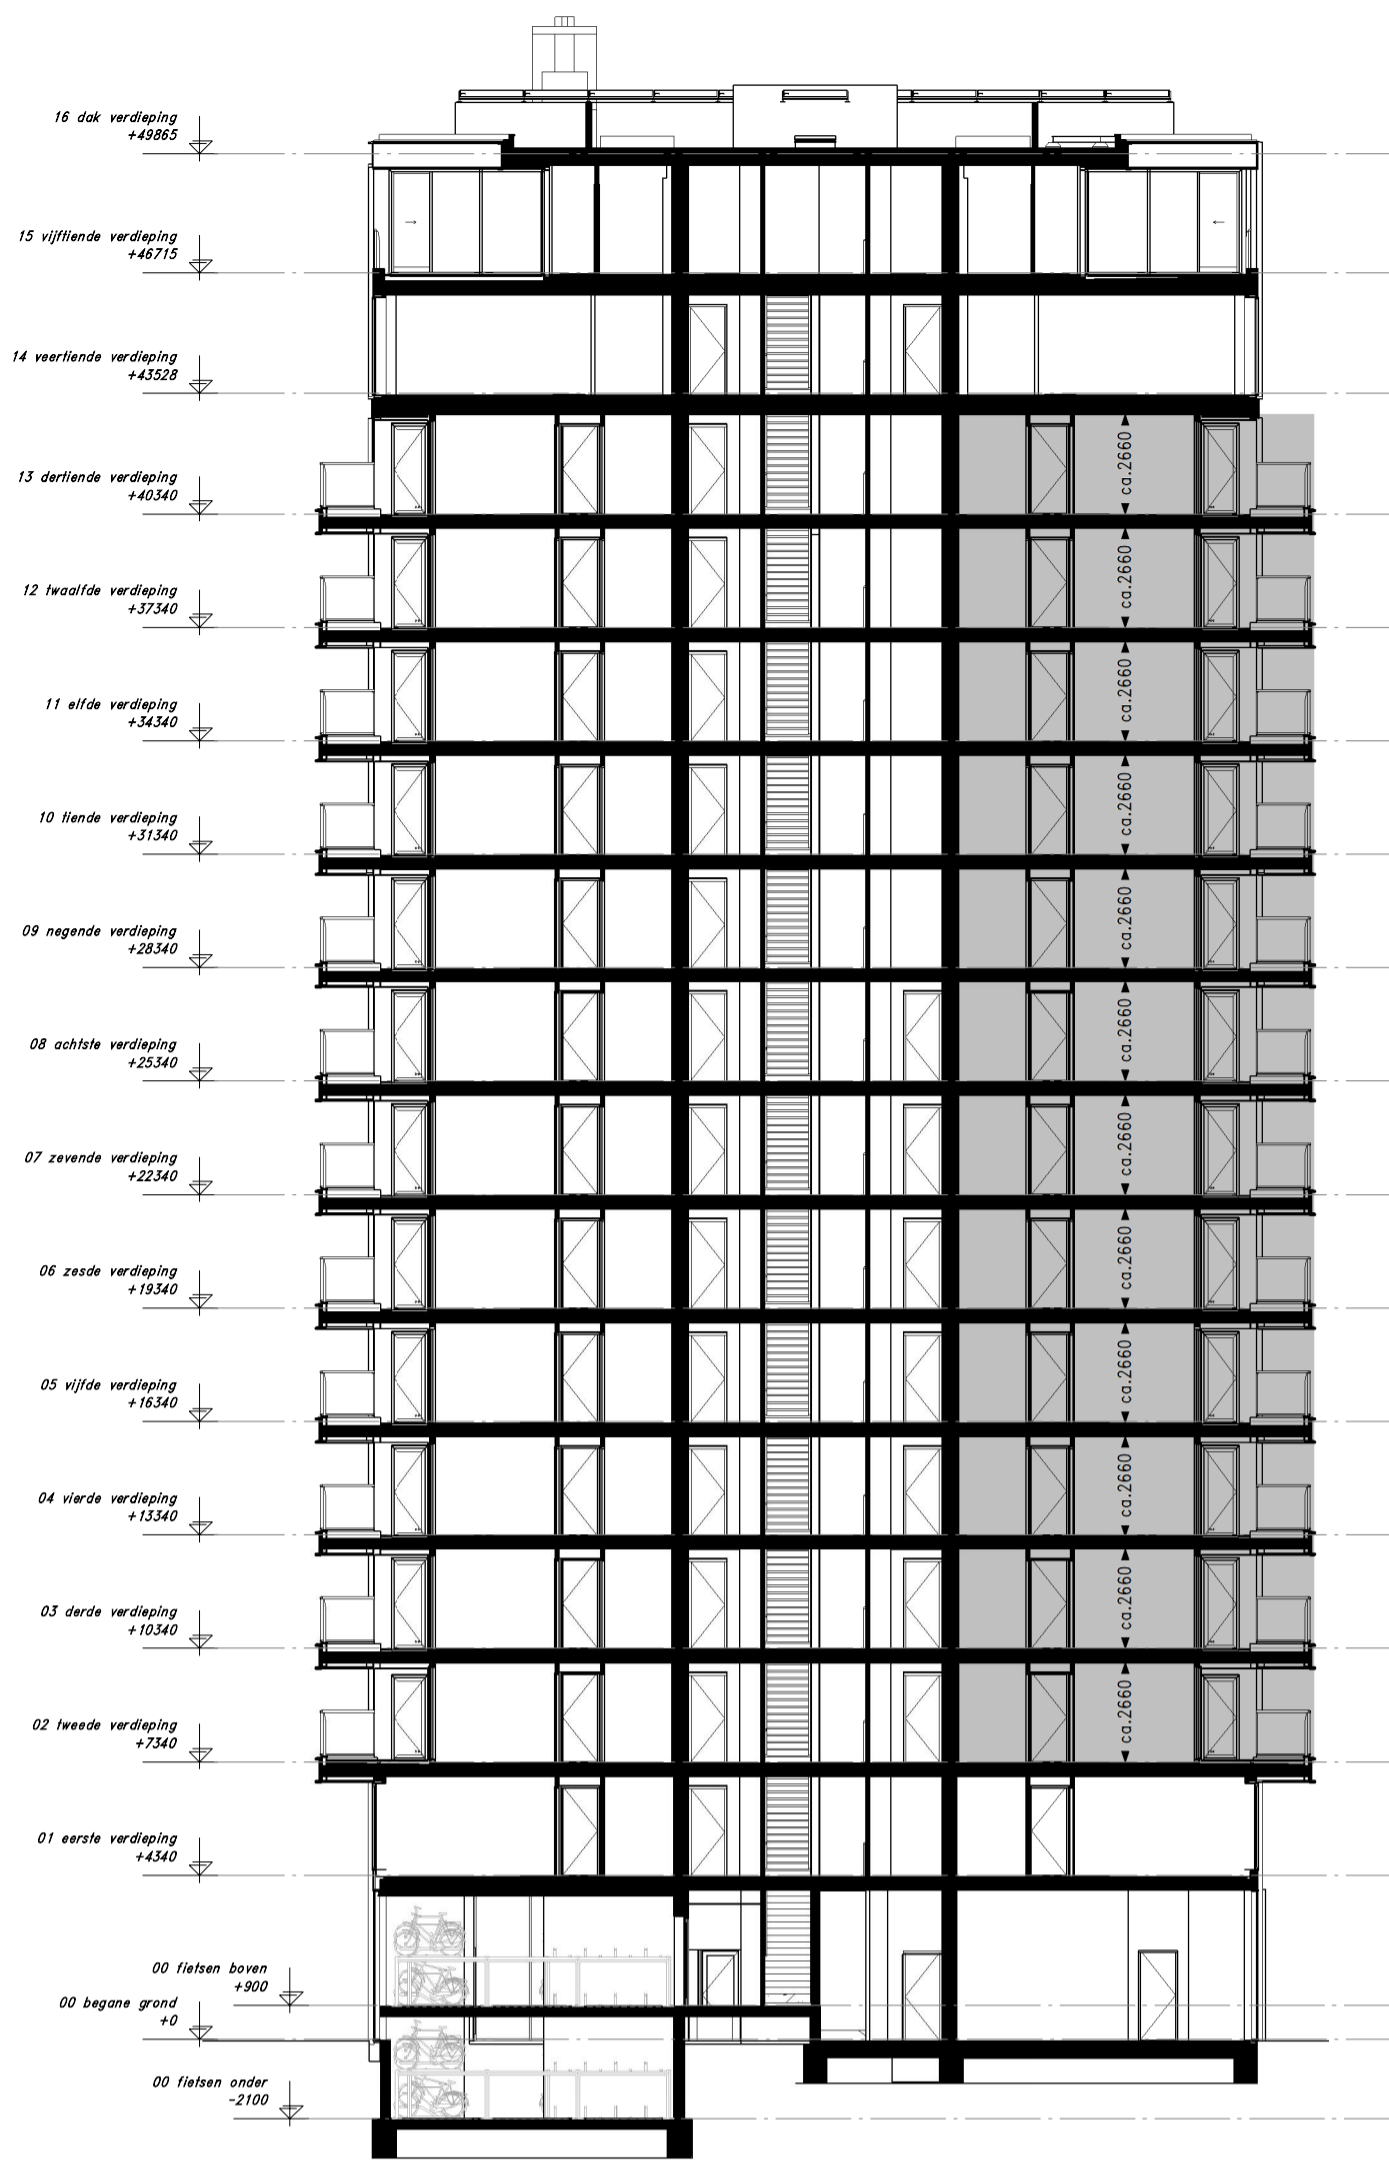 16 dak verdieping
+49865
15 vijftiende verdieping
+46715
14 veertiende verdieping
+43528
13 dertiende verdieping
+40340
ca.2660
12 twaalfde verdieping
+37340
ca.2660
11 elfde verdieping
+34340
ca.2660
10 tiende verdieping
+31340
ca.2660
09 negende verdieping
+28340
ca.2660
08 achtste verdieping
+25340
ca.2660
07 zevende verdieping
+22340
ca.2660
06 zesde verdieping
+19340
ca.2660
05 vijfde verdieping
+16340
ca.2660
04 vierde verdieping
+13340
ca.2660
03 derde verdieping
+10340
ca.2660
02 tweede verdieping
+7340
ca.2660
01 eerste verdieping
+4340
00 fietsen boven
+900
00 begane grond
+0
00 fietsen onder
-2100